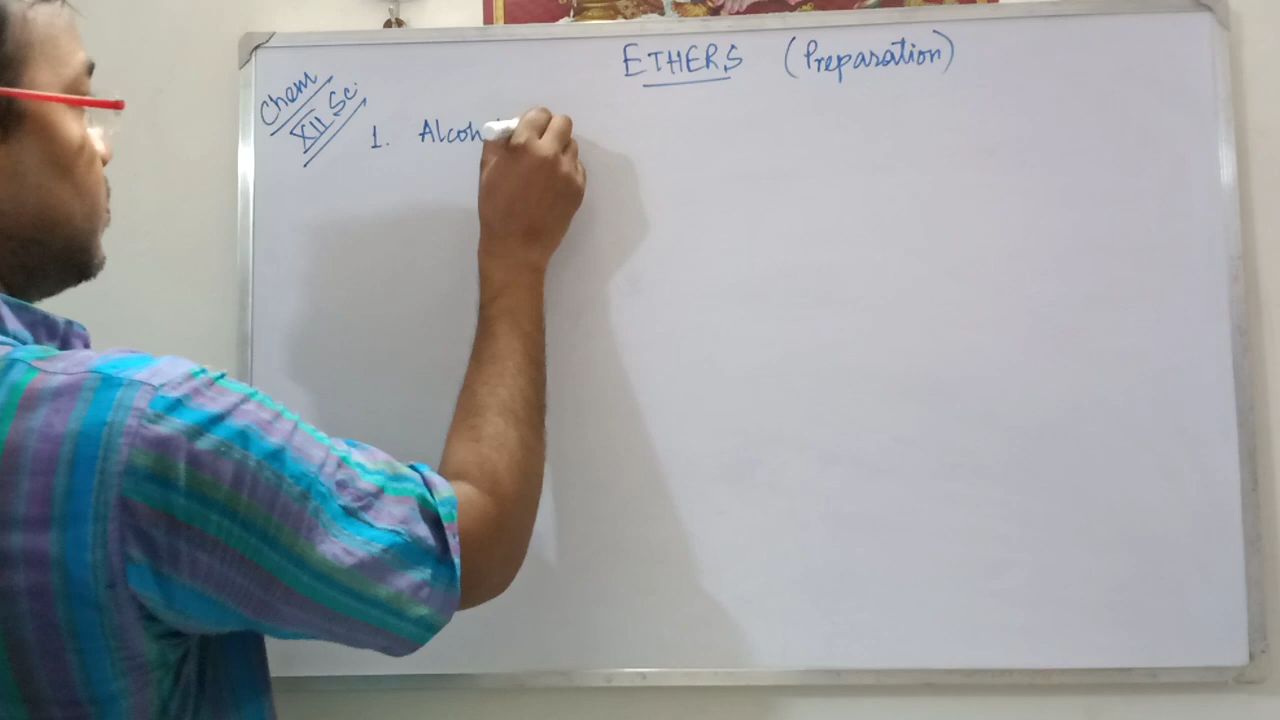 ETHERS (Preparation)
Chem
XII Sc.
1. Alcoh